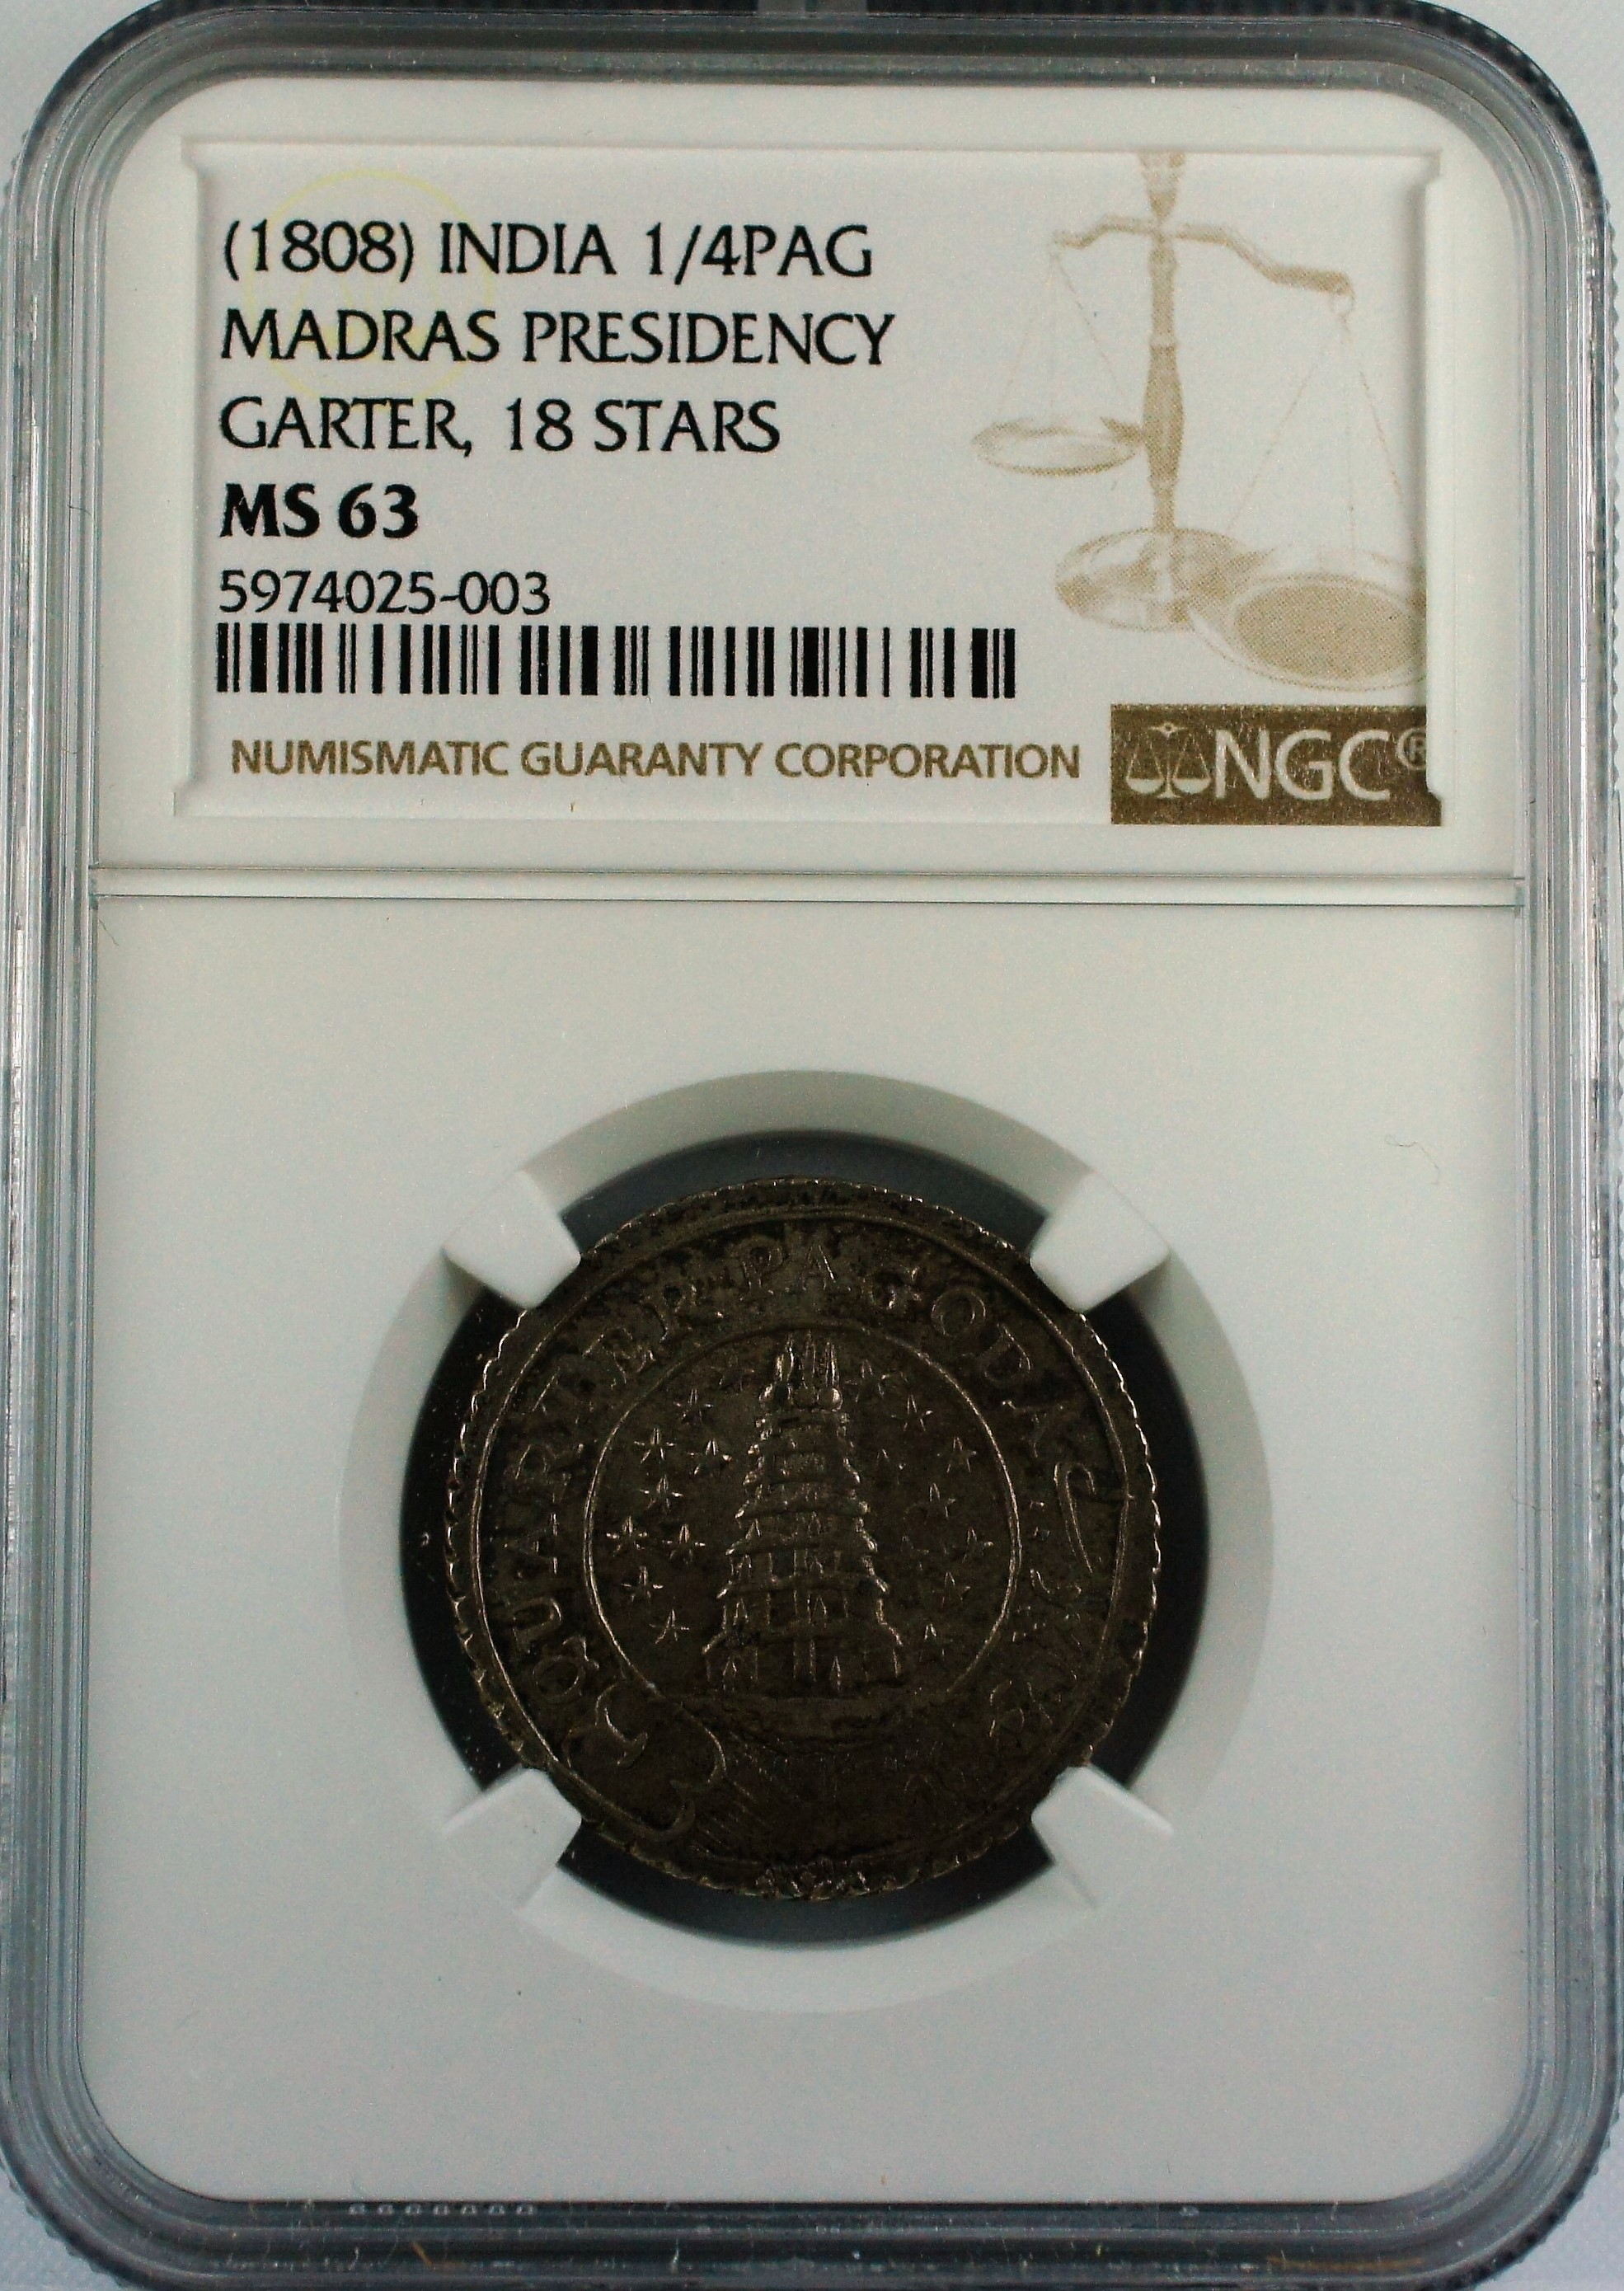 (1808) INDIA 1/4PAG
MADRAS PRESIDENCY
GARTER, 18 STARS
MS 63
5974025-003
NUMISMATIC GUARANTY CORPORATION
NGC®
QUARTER PAGODA